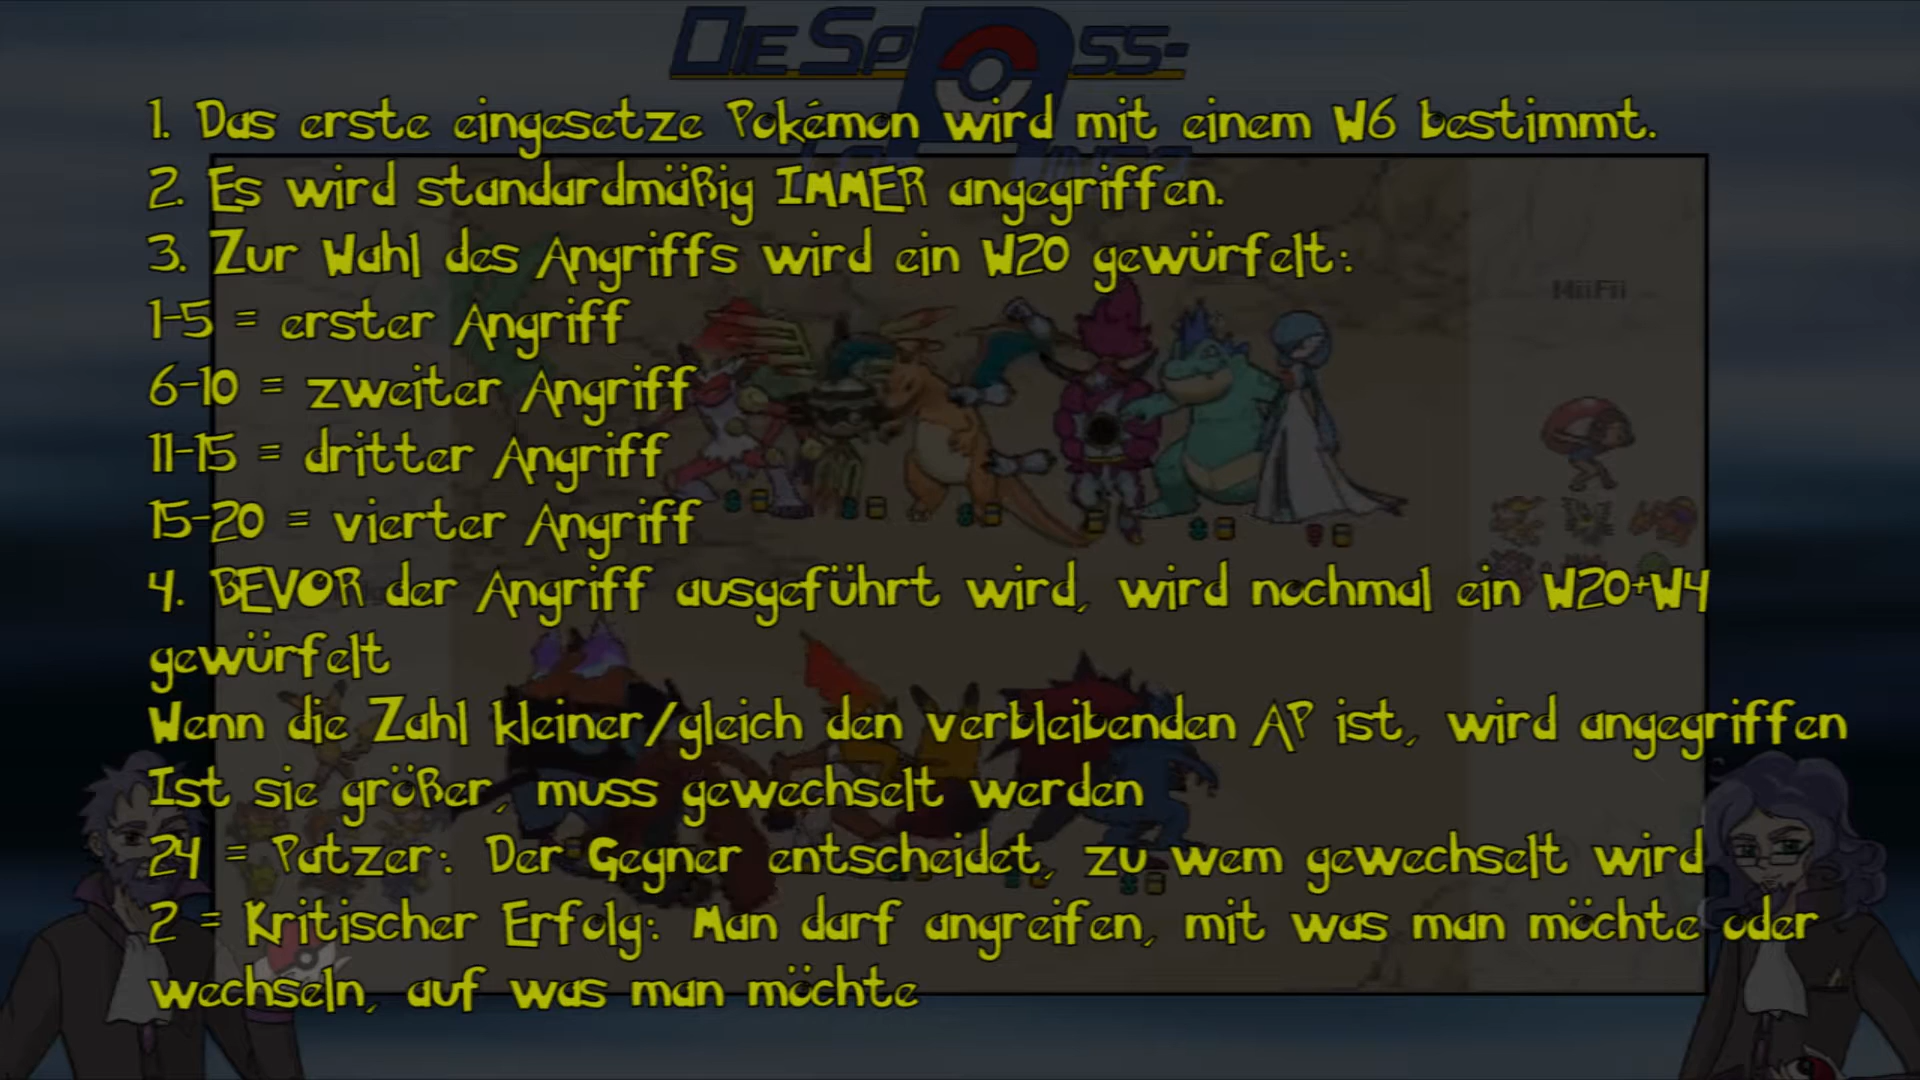 DIE SPASS-
1. Das erste eingesetze Pokémon wird mit einem W6 bestimmt.
2. Es wird standardmäßig IMMER angegriffen.
3. Zur Wahl des Angriffs wird ein W20 gewürfelt:
MiiFii
1-5 = erster Angriff
6-10 = zweiter Angriff
11-15 = dritter Angriff
15-20 = vierter Angriff
4. BEVOR der Angriff ausgeführt wird, wird nochmal ein W20+W4
gewürfelt
Wenn die Zahl kleiner/gleich den verbleibenden AP ist, wird angegriffen
Ist sie größer, muss gewechselt werden
24 = Patzer: Der Gegner entscheidet, zu wem gewechselt wird
2 = Kritischer Erfolg: Man darf angreifen, mit was man möchte oder
wechseln, auf was man möchte